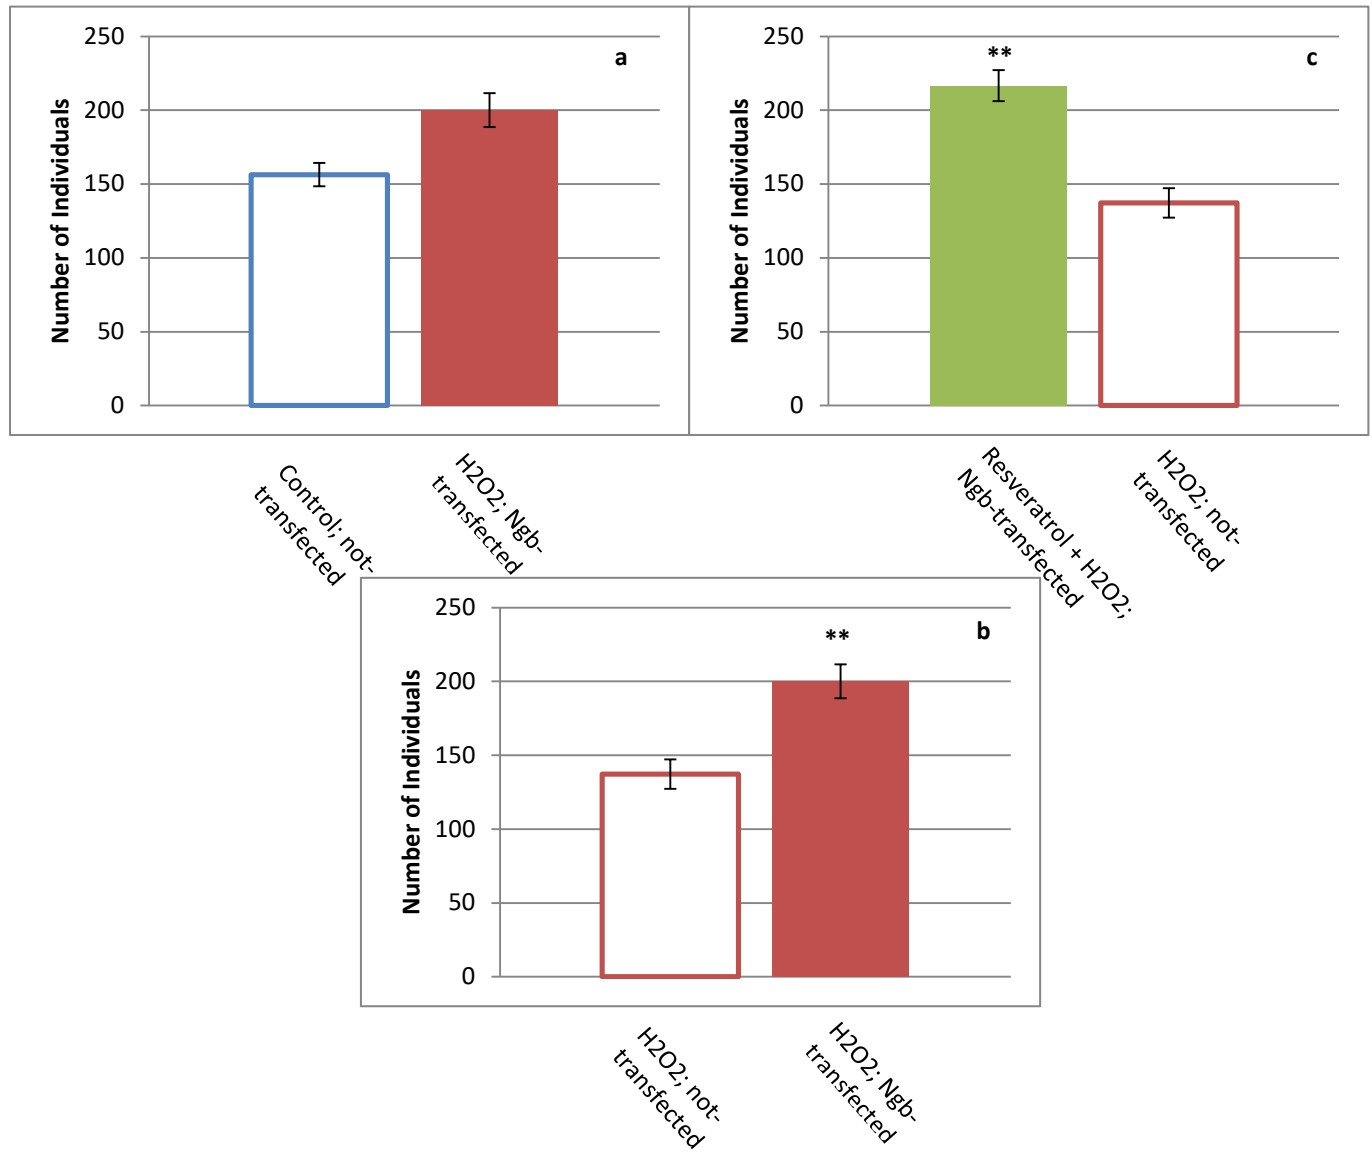 a
Number of Individuals
250
200
150
100
50
0
Control; not-
transfected
H2O2; Ngb-
transfected
c
**
Number of Individuals
250
200
150
100
50
0
Resveratrol + H2O2;
Ngb-transfected
H2O2; not-
transfected
b
**
Number of Individuals
250
200
150
100
50
0
H2O2; not-
transfected
H2O2; Ngb-
transfected